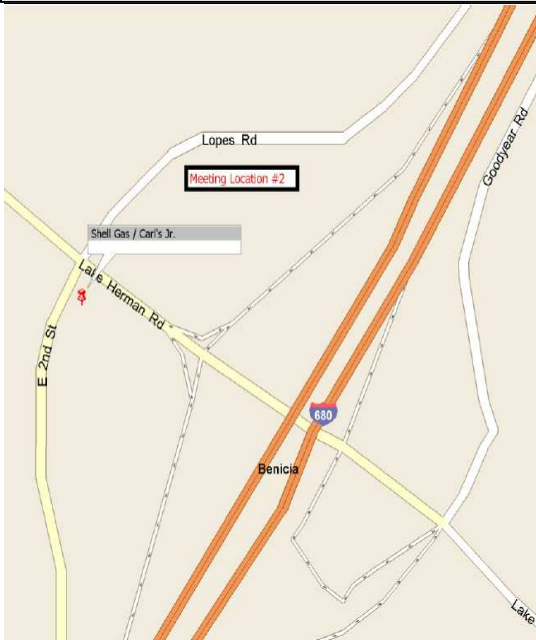 Lopes Rd
Goodyear Rd
Meeting Location #2
Shell Gas / Carl's Jr.
Lake Herman Rd
E 2nd St
680
Benicia
Lake